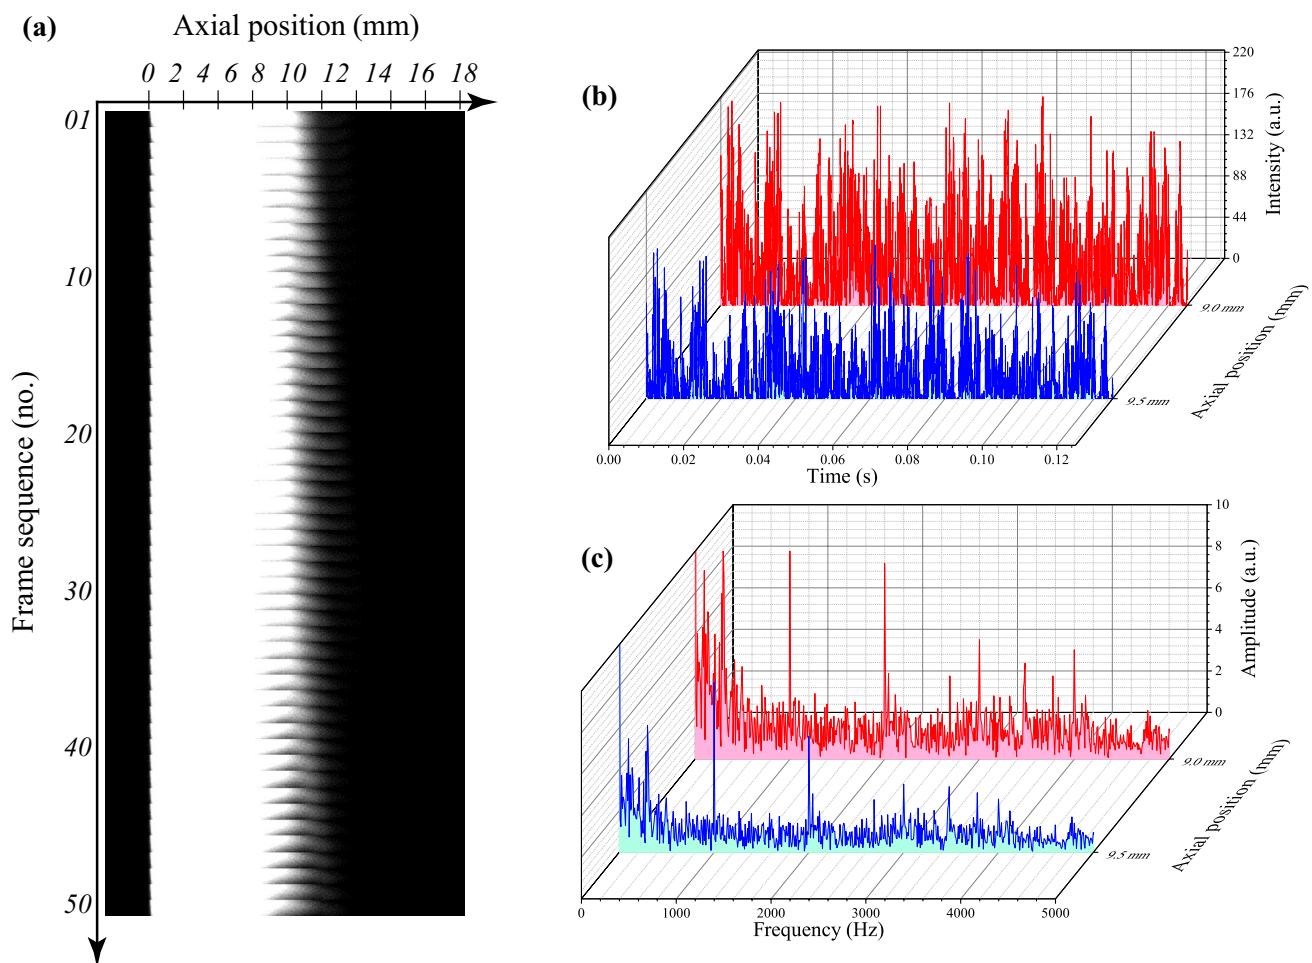 (a)
Axial position (mm)
0 2 4 6 8 10 12 14 16 18
Frame sequence (no.)
01
10
20
30
40
50
(b)
220
176
132
88
44
0
Intensity (a.u.)
9.0 mm
9.5 mm
Axial position (mm)
0.00 0.02 0.04 0.06 0.08 0.10 0.12
Time (s)
(c)
10
8
6
4
2
0
Amplitude (a.u.)
9.0 mm
9.5 mm
Axial position (mm)
0 1000 2000 3000 4000 5000
Frequency (Hz)